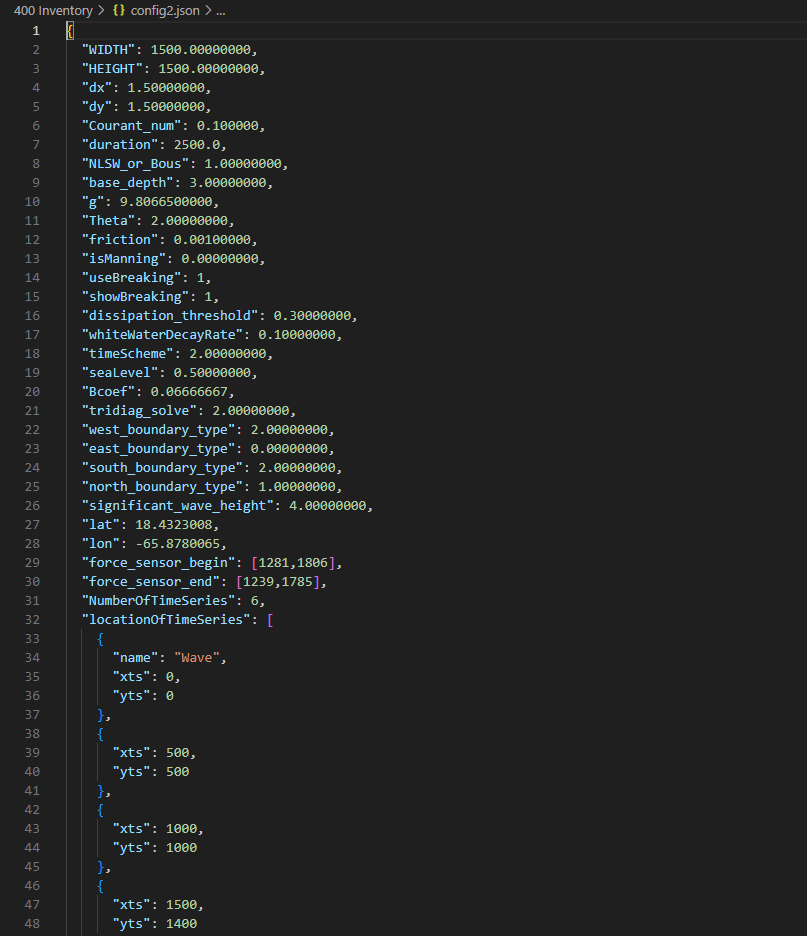 400 Inventory > {} config2.json > ...
1 {
2 "WIDTH": 1500.00000000,
3 "HEIGHT": 1500.00000000,
4 "dx": 1.50000000,
5 "dy": 1.50000000,
6 "Courant_num": 0.100000,
7 "duration": 2500.0,
8 "NLSW_or_Bous": 1.00000000,
9 "base_depth": 3.00000000,
10 "g": 9.8066500000,
11 "Theta": 2.00000000,
12 "friction": 0.00100000,
13 "isManning": 0.00000000,
14 "useBreaking": 1,
15 "showBreaking": 1,
16 "dissipation_threshold": 0.30000000,
17 "whiteWaterDecayRate": 0.10000000,
18 "timeScheme": 2.00000000,
19 "seaLevel": 0.50000000,
20 "Bcoef": 0.06666667,
21 "tridiag_solve": 2.00000000,
22 "west_boundary_type": 2.00000000,
23 "east_boundary_type": 0.00000000,
24 "south_boundary_type": 2.00000000,
25 "north_boundary_type": 1.00000000,
26 "significant_wave_height": 4.00000000,
27 "lat": 18.4323008,
28 "lon": -65.8780065,
29 "force_sensor_begin": [1281,1806],
30 "force_sensor_end": [1239,1785],
31 "NumberOfTimeSeries": 6,
32 "locationOfTimeSeries": [
33 {
34 "name": "Wave",
35 "xts": 0,
36 "yts": 0
37 },
38 {
39 "xts": 500,
40 "yts": 500
41 },
42 {
43 "xts": 1000,
44 "yts": 1000
45 },
46 {
47 "xts": 1500,
48 "yts": 1400